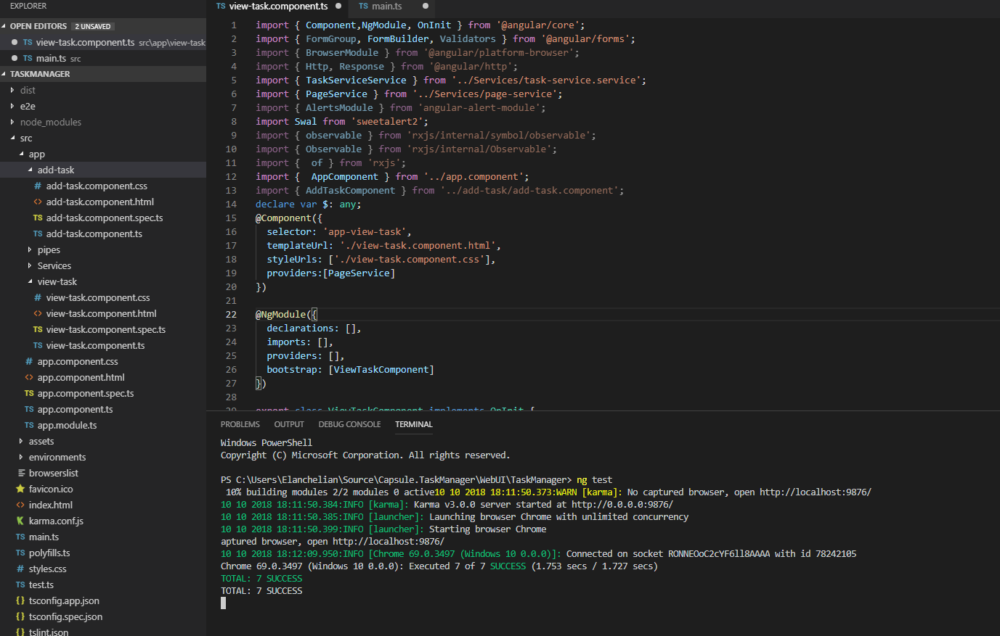 EXPLORER
OPEN EDITORS 2 UNSAVED
TS view-task.component.ts src\app\view-task
TS main.ts src
TASKMANAGER
dist
e2e
node_modules
src
app
add-task
# add-task.component.css
<> add-task.component.html
TS add-task.component.spec.ts
TS add-task.component.ts
pipes
Services
view-task
# view-task.component.css
<> view-task.component.html
TS view-task.component.spec.ts
TS view-task.component.ts
# app.component.css
<> app.component.html
TS app.component.spec.ts
TS app.component.ts
TS app.module.ts
assets
environments
browserslist
favicon.ico
<> index.html
K karma.conf.js
TS main.ts
TS polyfills.ts
# styles.css
TS test.ts
{} tsconfig.app.json
{} tsconfig.spec.json
{} tslint.json
TS view-task.component.ts
TS main.ts
1 import { Component,NgModule, OnInit } from '@angular/core';
2 import { FormGroup, FormBuilder, Validators } from '@angular/forms';
3 import { BrowserModule } from '@angular/platform-browser';
4 import { Http, Response } from '@angular/http';
5 import { TaskServiceService } from '../Services/task-service.service';
6 import { PageService } from '../Services/page-service';
7 import { AlertsModule } from 'angular-alert-module';
8 import Swal from 'sweetalert2';
9 import { observable } from 'rxjs/internal/symbol/observable';
10 import { Observable } from 'rxjs/internal/Observable';
11 import {  of } from 'rxjs';
12 import {  AppComponent } from '../app.component';
13 import { AddTaskComponent } from '../add-task/add-task.component';
14 declare var $: any;
15 @Component({
16   selector: 'app-view-task',
17   templateUrl: './view-task.component.html',
18   styleUrls: ['./view-task.component.css'],
19   providers:[PageService]
20 })
21
22 @NgModule({
23   declarations: [],
24   imports: [],
25   providers: [],
26   bootstrap: [ViewTaskComponent]
27 })
28
29 export class ViewTaskComponent implements OnInit {
PROBLEMS OUTPUT DEBUG CONSOLE TERMINAL
Windows PowerShell
Copyright (C) Microsoft Corporation. All rights reserved.
PS C:\Users\Elanchelian\Source\Capsule.TaskManager\WebUI\TaskManager> ng test
10% building modules 2/2 modules 0 active10 10 2018 18:11:50.373:WARN [karma]: No captured browser, open http://localhost:9876/
10 10 2018 18:11:50.384:INFO [karma]: Karma v3.0.0 server started at http://0.0.0.0:9876/
10 10 2018 18:11:50.385:INFO [launcher]: Launching browser Chrome with unlimited concurrency
10 10 2018 18:11:50.399:INFO [launcher]: Starting browser Chrome
aptured browser, open http://localhost:9876/
10 10 2018 18:12:09.950:INFO [Chrome 69.0.3497 (Windows 10 0.0.0)]: Connected on socket RONNEOoC2cYF6ll8AAAA with id 78242105
Chrome 69.0.3497 (Windows 10 0.0.0): Executed 7 of 7 SUCCESS (1.753 secs / 1.727 secs)
TOTAL: 7 SUCCESS
TOTAL: 7 SUCCESS